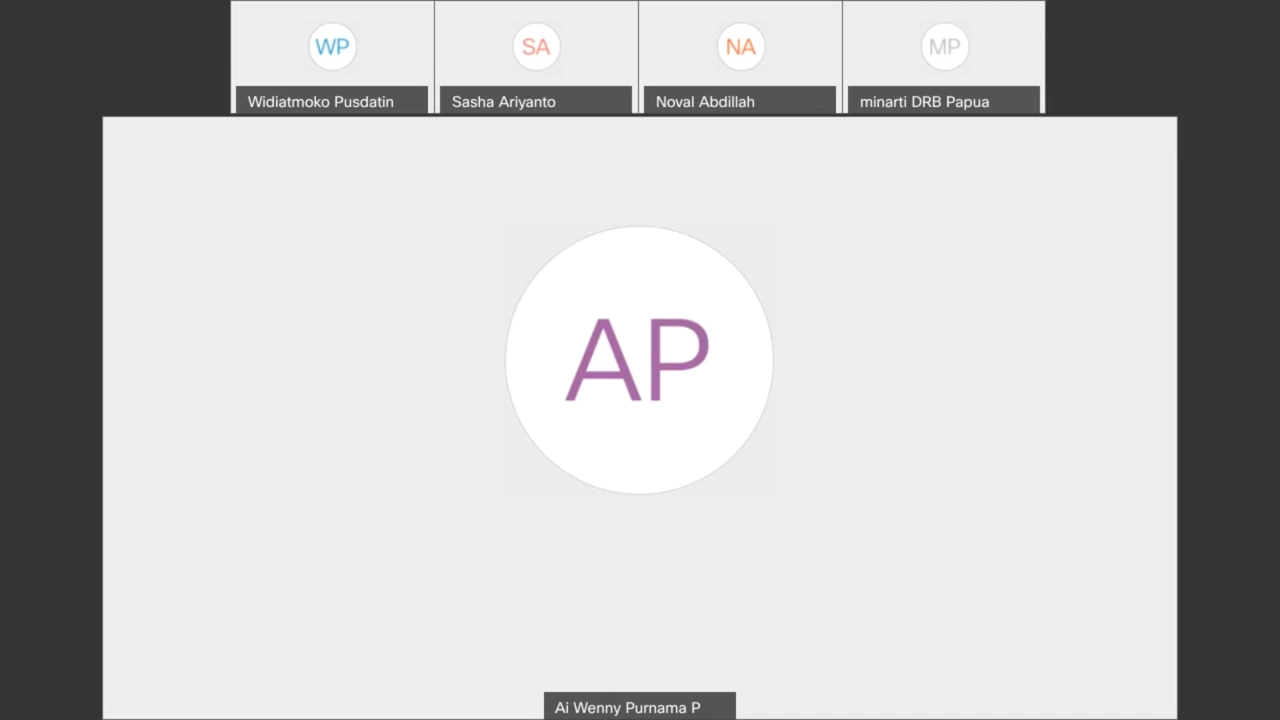 WP
SA
NA
MP
Widiatmoko Pusdatin
Sasha Ariyanto
Noval Abdillah
minarti DRB Papua
AP
Ai Wenny Purnama P